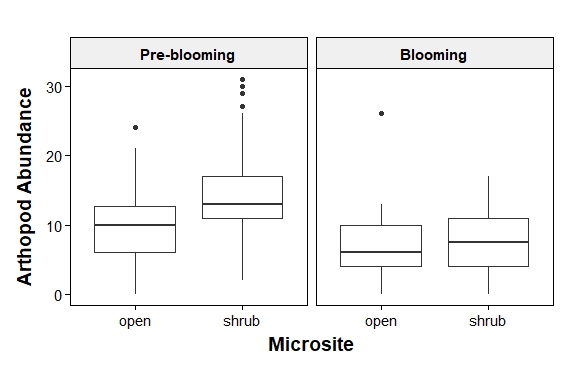 Pre-blooming Blooming
Arthopod Abundance
30
20
10
0
open shrub open shrub
Microsite